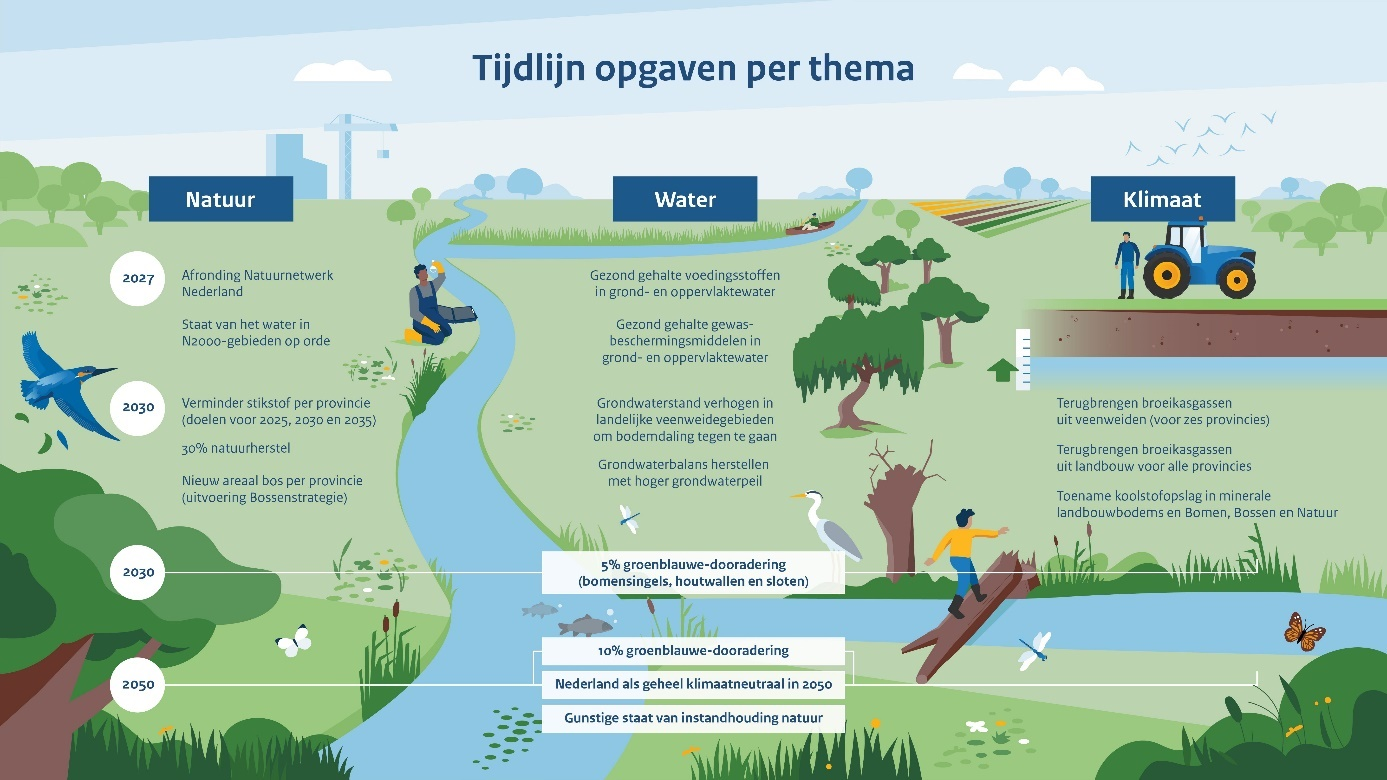 Tijdlijn opgaven per thema
Natuur
Water
Klimaat
2027
Afronding Natuurnetwerk
Nederland
Staat van het water in
N2000-gebieden op orde
Gezond gehalte voedingsstoffen
in grond- en oppervlaktewater
Gezond gehalte gewas-
beschermingsmiddelen in
grond- en oppervlaktewater
2030
Verminder stikstof per provincie
(doelen voor 2025, 2030 en 2035)
30% natuurherstel
Nieuw areaal bos per provincie
(uitvoering Bossenstrategie)
Grondwaterstand verhogen in
landelijke veenweidegebieden
om bodemdaling tegen te gaan
Grondwaterbalans herstellen
met hoger grondwaterpeil
Terugbrengen broeikasgassen
uit veenweiden (voor zes provincies)
Terugbrengen broeikasgassen
uit landbouw voor alle provincies
Toename koolstofopslag in minerale
landbouwbodems en Bomen, Bossen en Natuur
2030
5% groenblauwe-dooradering
(bomensingels, houtwallen en sloten)
2050
10% groenblauwe-dooradering
Nederland als geheel klimaatneutraal in 2050
Gunstige staat van instandhouding natuur